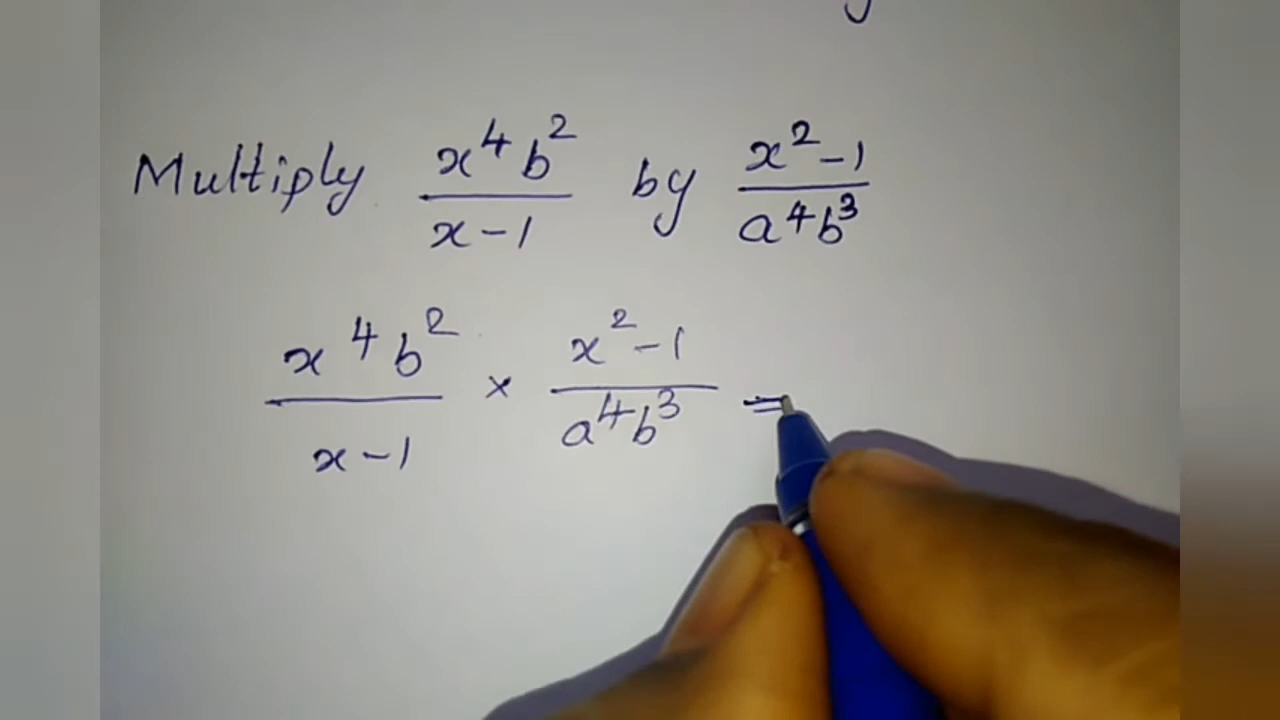 Multiply x⁴b²/x-1 by x²-1/a⁴b³
x⁴b²/x-1 × x²-1/a⁴b³ =